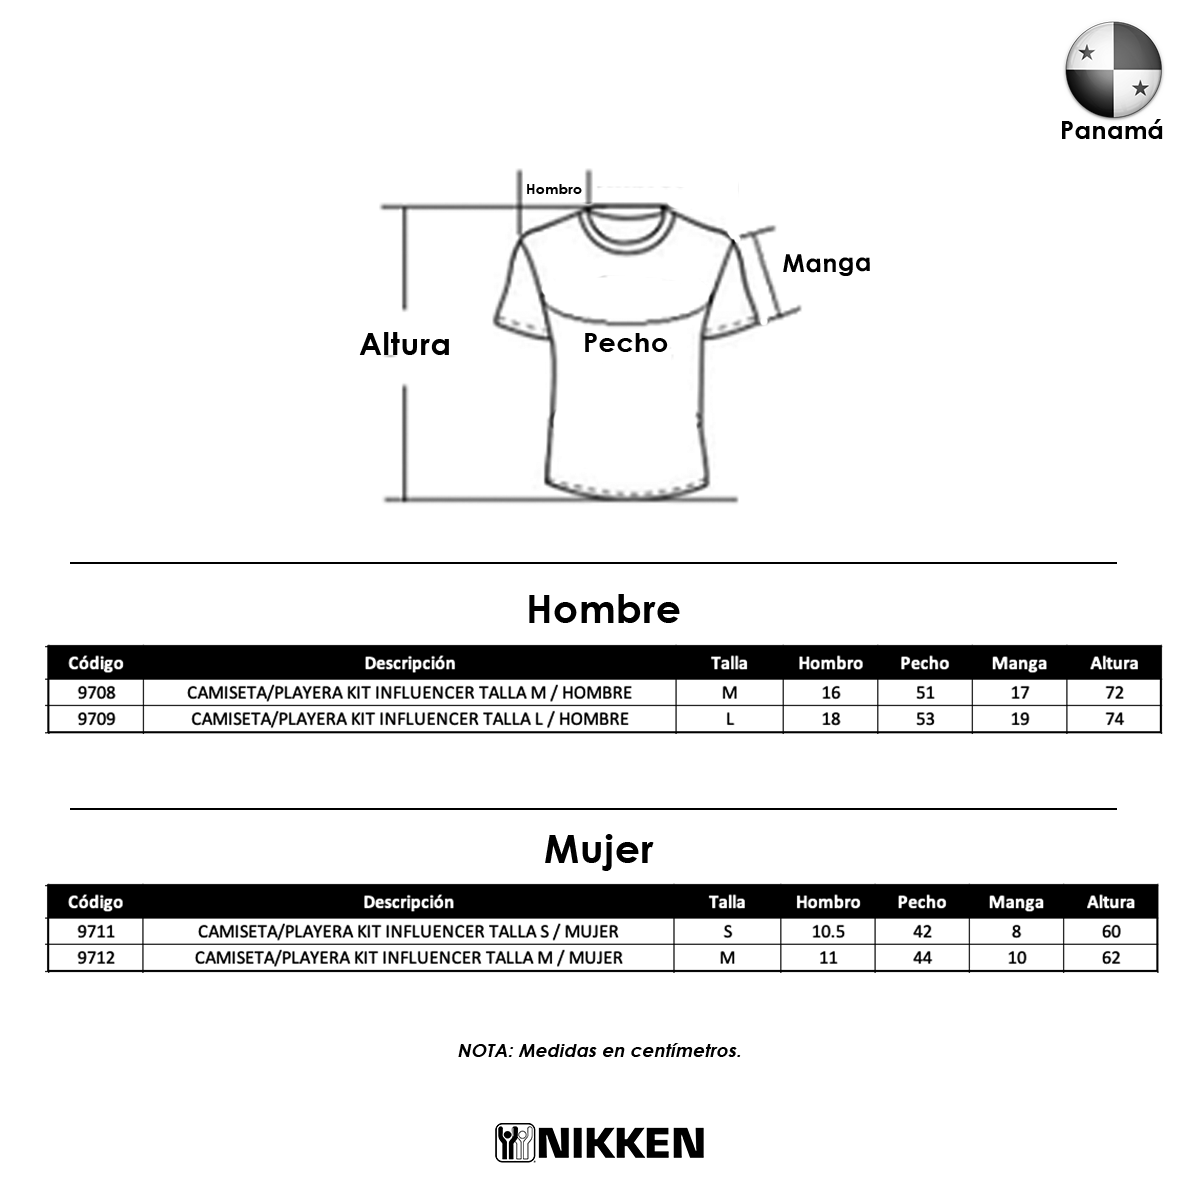 Panamá
Hombro
Manga
Altura
Pecho
Hombre
Código Descripción Talla Hombro Pecho Manga Altura
9708 CAMISETA/PLAYERA KIT INFLUENCER TALLA M / HOMBRE M 16 51 17 72
9709 CAMISETA/PLAYERA KIT INFLUENCER TALLA L / HOMBRE L 18 53 19 74
Mujer
Código Descripción Talla Hombro Pecho Manga Altura
9711 CAMISETA/PLAYERA KIT INFLUENCER TALLA S / MUJER S 10.5 42 8 60
9712 CAMISETA/PLAYERA KIT INFLUENCER TALLA M / MUJER M 11 44 10 62
NOTA: Medidas en centímetros.
NIKKEN